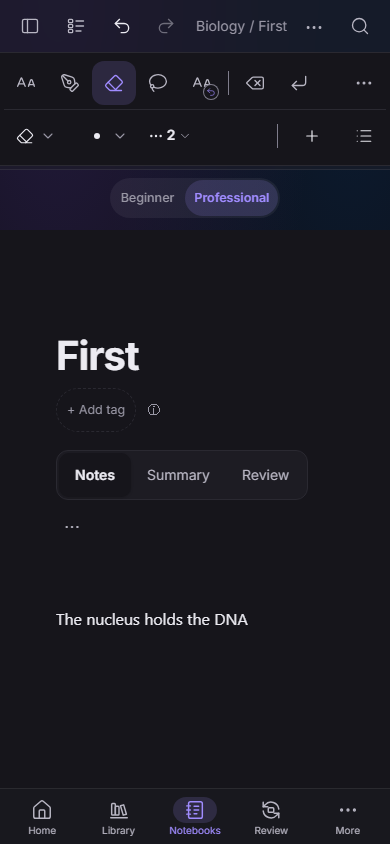 Biology / First
AA
AA
2
Beginner Professional
First
+ Add tag
Notes Summary Review
The nucleus holds the DNA
Home Library Notebooks Review More